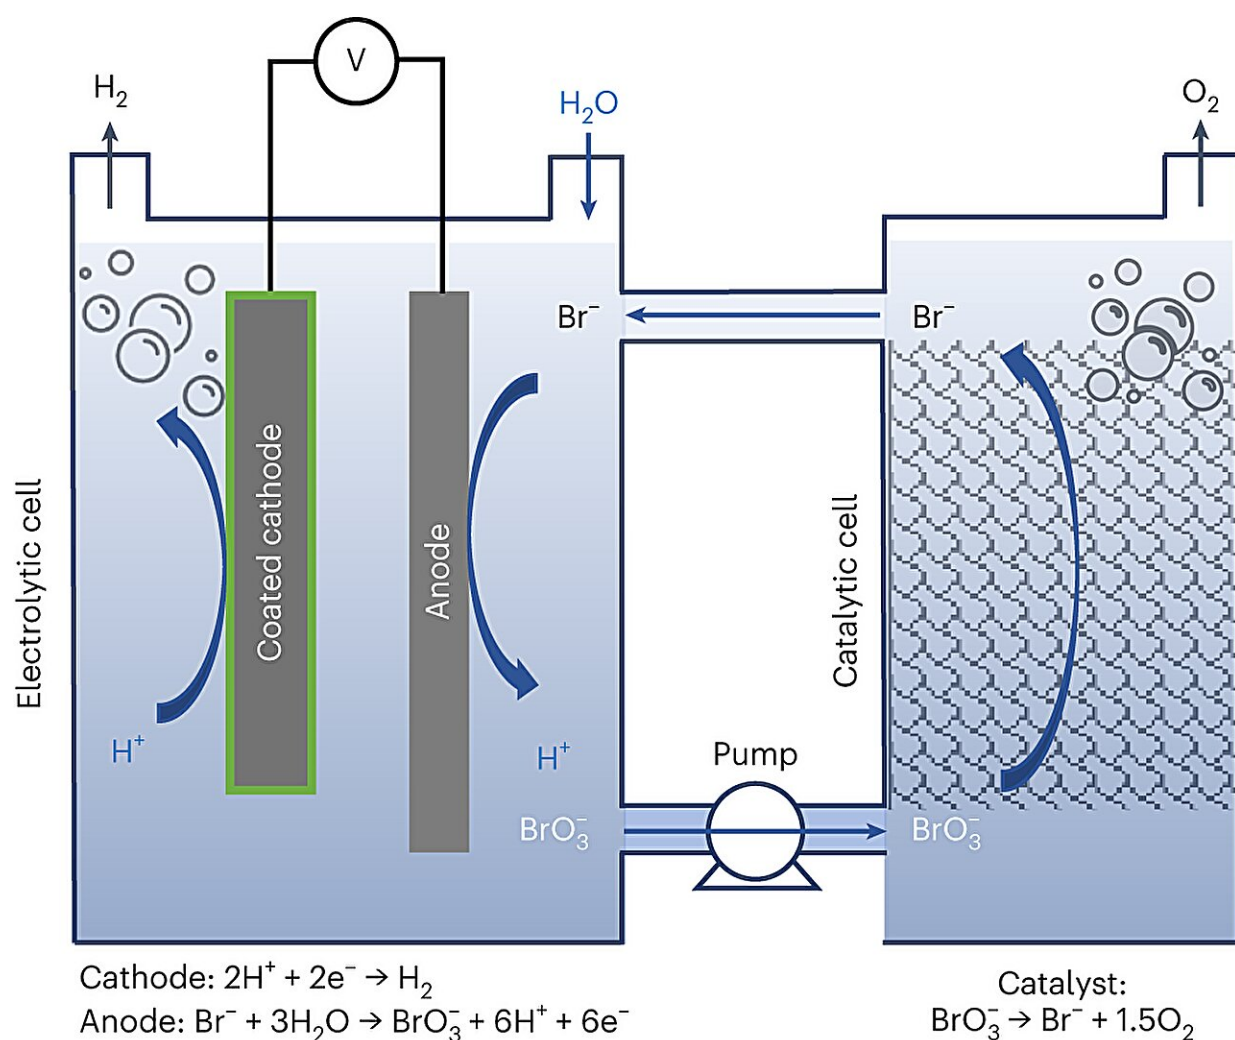 V
H₂
H₂O
O₂
Br⁻
Br⁻
Electrolytic cell
Coated cathode
Anode
Catalytic cell
H⁺
H⁺
Pump
BrO₃⁻
BrO₃⁻
Cathode: 2H⁺ + 2e⁻ → H₂
Anode: Br⁻ + 3H₂O → BrO₃⁻ + 6H⁺ + 6e⁻
Catalyst:
BrO₃⁻ → Br⁻ + 1.5O₂